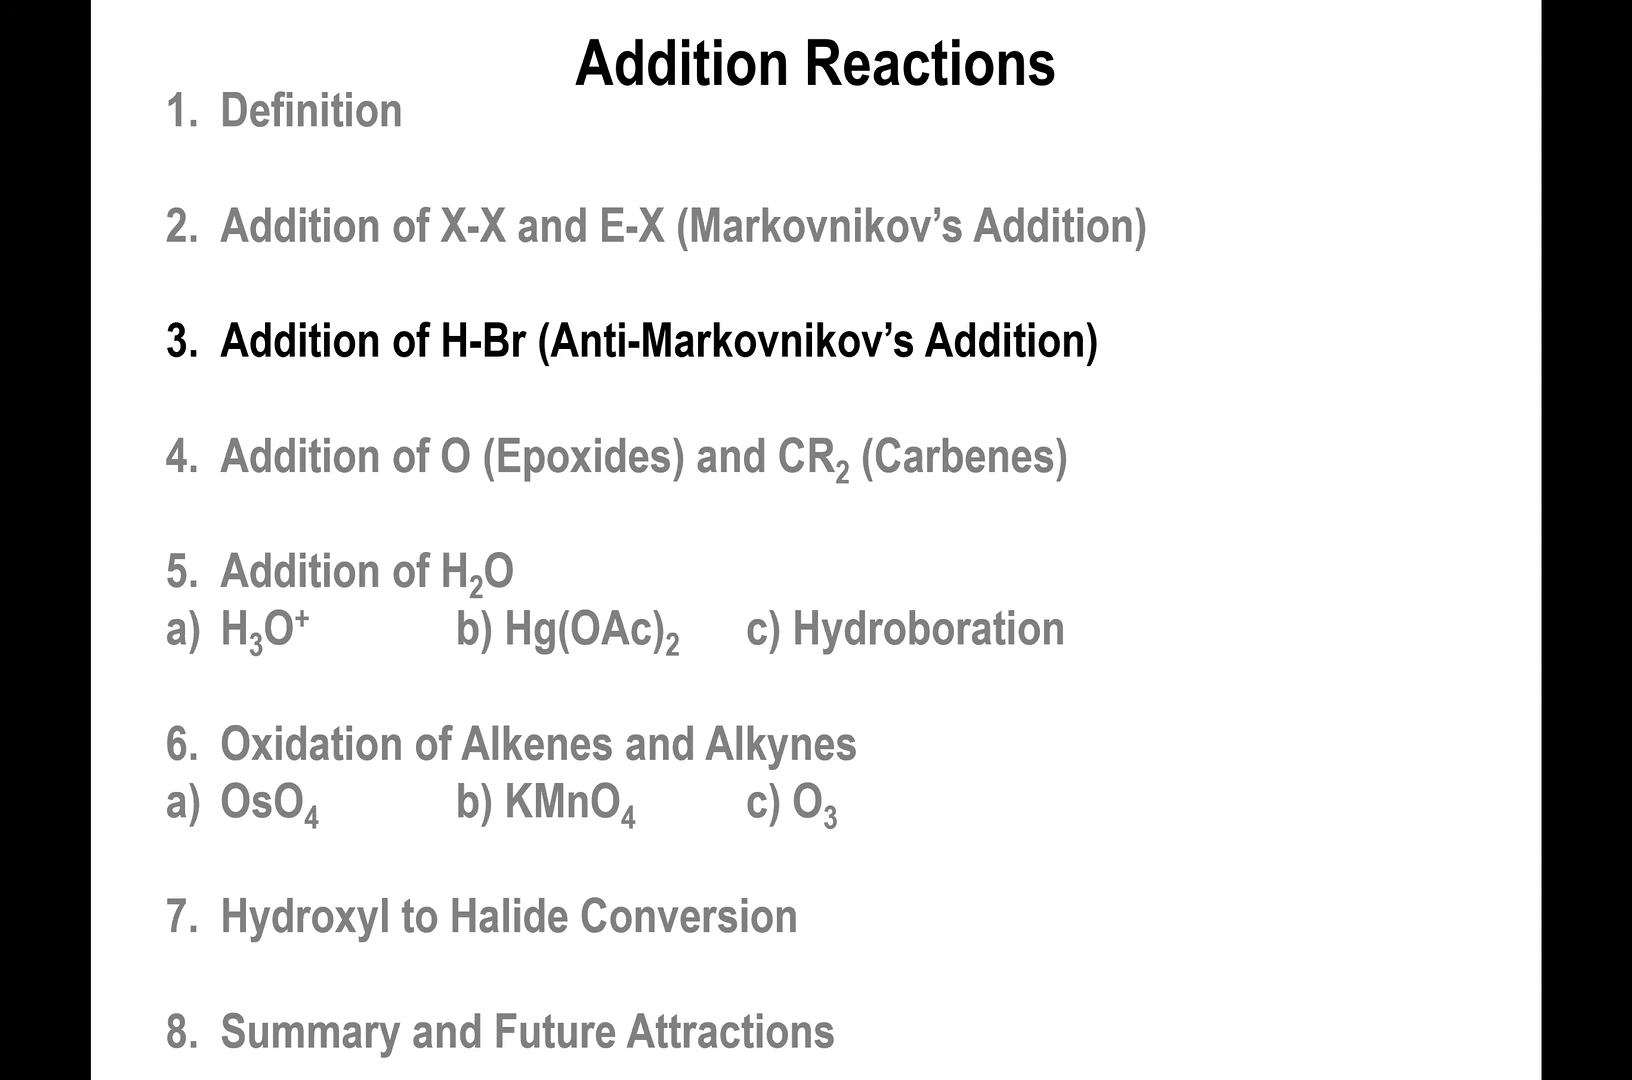 Addition Reactions
1. Definition
2. Addition of X-X and E-X (Markovnikov’s Addition)
3. Addition of H-Br (Anti-Markovnikov’s Addition)
4. Addition of O (Epoxides) and CR₂ (Carbenes)
5. Addition of H₂O
a) H₃O⁺ b) Hg(OAc)₂ c) Hydroboration
6. Oxidation of Alkenes and Alkynes
a) OsO₄ b) KMnO₄ c) O₃
7. Hydroxyl to Halide Conversion
8. Summary and Future Attractions